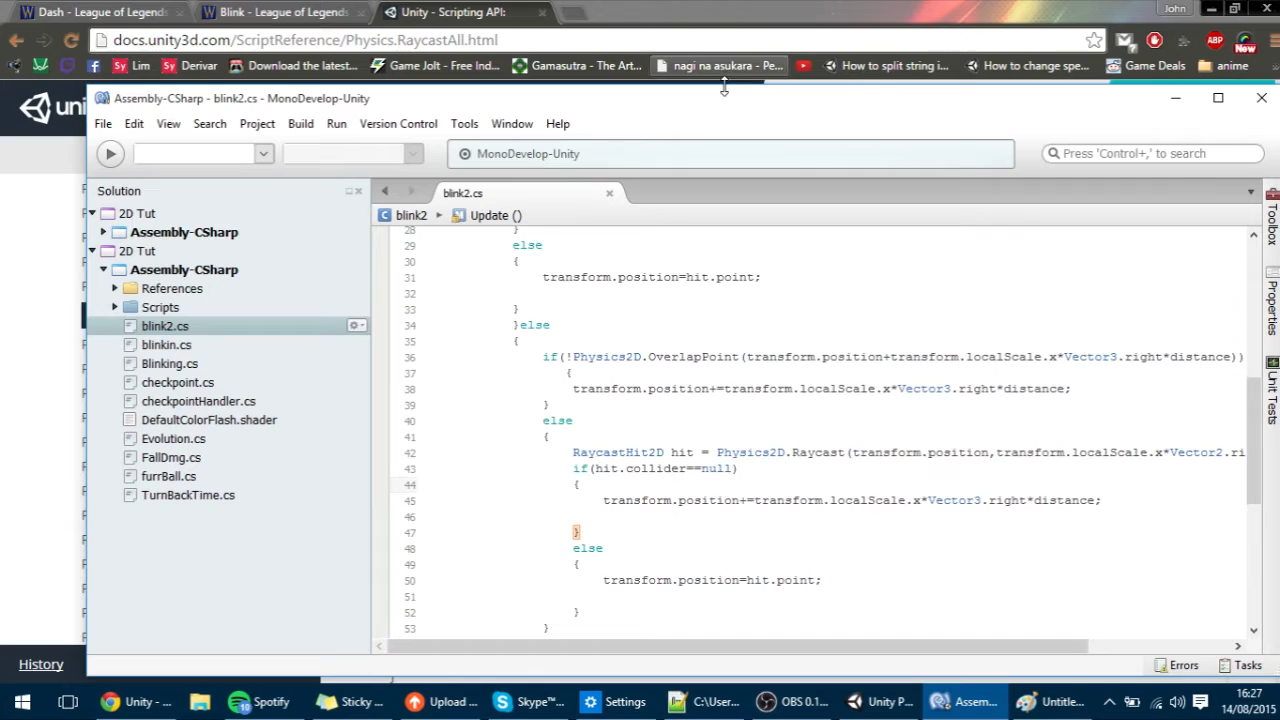 Dash - League of Legends
Blink - League of Legends
Unity - Scripting API:
John
docs.unity3d.com/ScriptReference/Physics.RaycastAll.html
ABP
New
Sy Lim
Sy Derivar
Download the latest...
Game Jolt - Free Ind...
Gamasutra - The Art...
nagi na asukara - Pe...
How to split string i...
How to change spe...
Game Deals
anime
Assembly-CSharp - blink2.cs - MonoDevelop-Unity
File Edit View Search Project Build Run Version Control Tools Window Help
MonoDevelop-Unity
Press 'Control+,' to search
Solution
blink2.cs
2D Tut
Assembly-CSharp
2D Tut
Assembly-CSharp
References
Scripts
blink2.cs
blinkin.cs
Blinking.cs
checkpoint.cs
checkpointHandler.cs
DefaultColorFlash.shader
Evolution.cs
FallDmg.cs
furrBall.cs
TurnBackTime.cs
blink2 Update ()
28 }
29 else
30 {
31 transform.position=hit.point;
32
33 }
34 }else
35 {
36 if(!Physics2D.OverlapPoint(transform.position+transform.localScale.x*Vector3.right*distance))
37 {
38 transform.position+=transform.localScale.x*Vector3.right*distance;
39 }
40 else
41 {
42 RaycastHit2D hit = Physics2D.Raycast(transform.position,transform.localScale.x*Vector2.ri
43 if(hit.collider==null)
44 {
45 transform.position+=transform.localScale.x*Vector3.right*distance;
46
47 }
48 else
49 {
50 transform.position=hit.point;
51
52 }
53 }
Toolbox
Properties
Unit Tests
History
Errors
Tasks
Unity - ...
Spotify
10
Sticky ...
Upload ...
Skype™...
Settings
C:\User...
OBS 0.1...
Unity P...
Assem...
Untitle...
16:27
14/08/2015